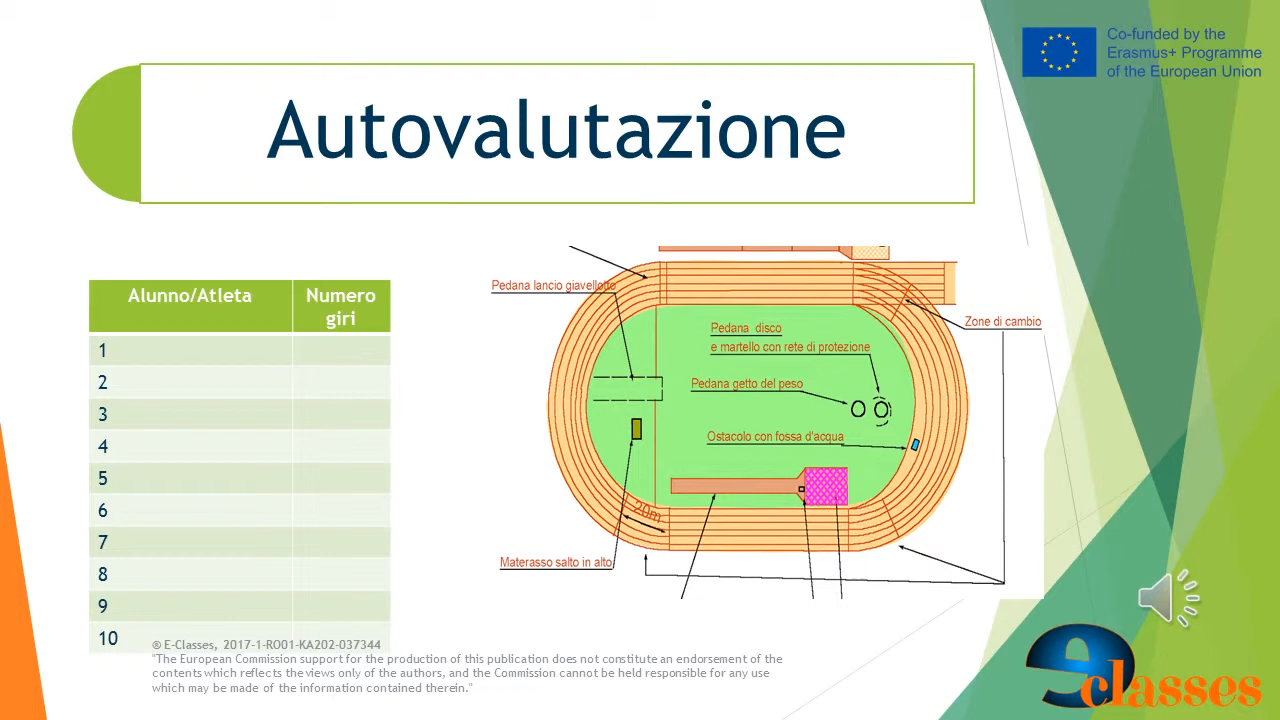 Co-funded by the
Erasmus+ Programme
of the European Union
Autovalutazione
Alunno/Atleta
Numero
giri
1
2
3
4
5
6
7
8
9
10
Pedana lancio giavellotto
Zone di cambio
Pedana disco
e martello con rete di protezione
Pedana getto del peso
Ostacolo con fossa d'acqua
20m
Materasso salto in alto
® E-Classes, 2017-1-RO01-KA202-037344
"The European Commission support for the production of this publication does not constitute an endorsement of the
contents which reflects the views only of the authors, and the Commission cannot be held responsible for any use
which may be made of the information contained therein."
eclasses